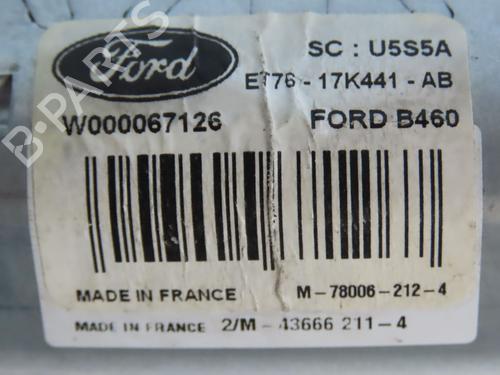 Ford
SC : U5S5A
ET76 - 17K441 - AB
W000067126
FORD B460
MADE IN FRANCE
M-78006-212-4
MADE IN FRANCE 2/M - 43666 211-4
B-PARTS